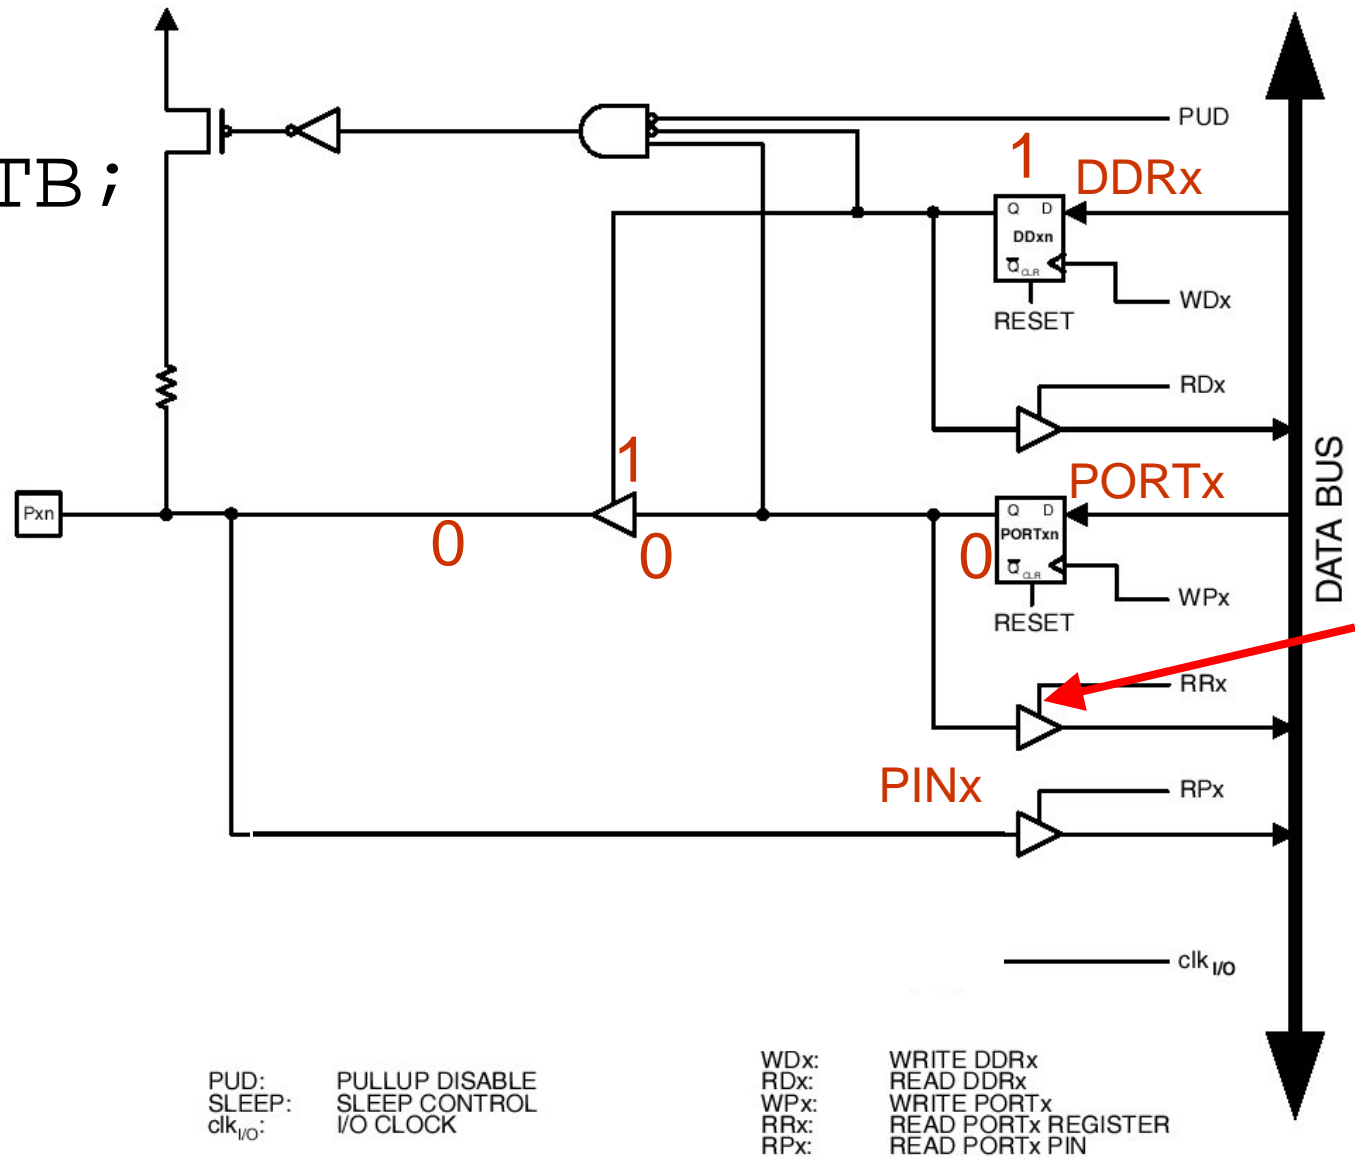 PUD
1
DDRx
TB;
Q D
DDxn
Q CLR
WDx
RESET
RDx
1
PORTx
DATA BUS
Pxn
0
0
0
Q D
PORTxn
Q CLR
WPx
RESET
RRx
PINx
RPx
clk I/O
PUD: PULLUP DISABLE
SLEEP: SLEEP CONTROL
clkI/O: I/O CLOCK
WDx: WRITE DDRx
RDx: READ DDRx
WPx: WRITE PORTx
RRx: READ PORTx REGISTER
RPx: READ PORTx PIN